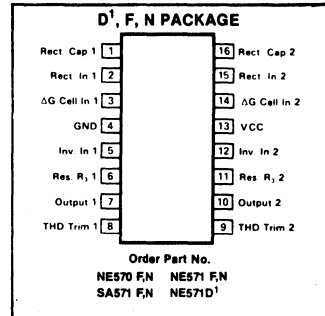 D¹, F, N PACKAGE
Rect Cap 1 1 16 Rect Cap 2
Rect In 1 2 15 Rect In 2
ΔG Cell In 1 3 14 ΔG Cell In 2
GND 4 13 VCC
Inv. In 1 5 12 Inv. In 2
Res. R₃ 1 6 11 Res R₃ 2
Output 1 7 10 Output 2
THD Trim 1 8 9 THD Trim 2
Order Part No.
NE570 F,N NE571 F,N
SA571 F,N NE571D¹